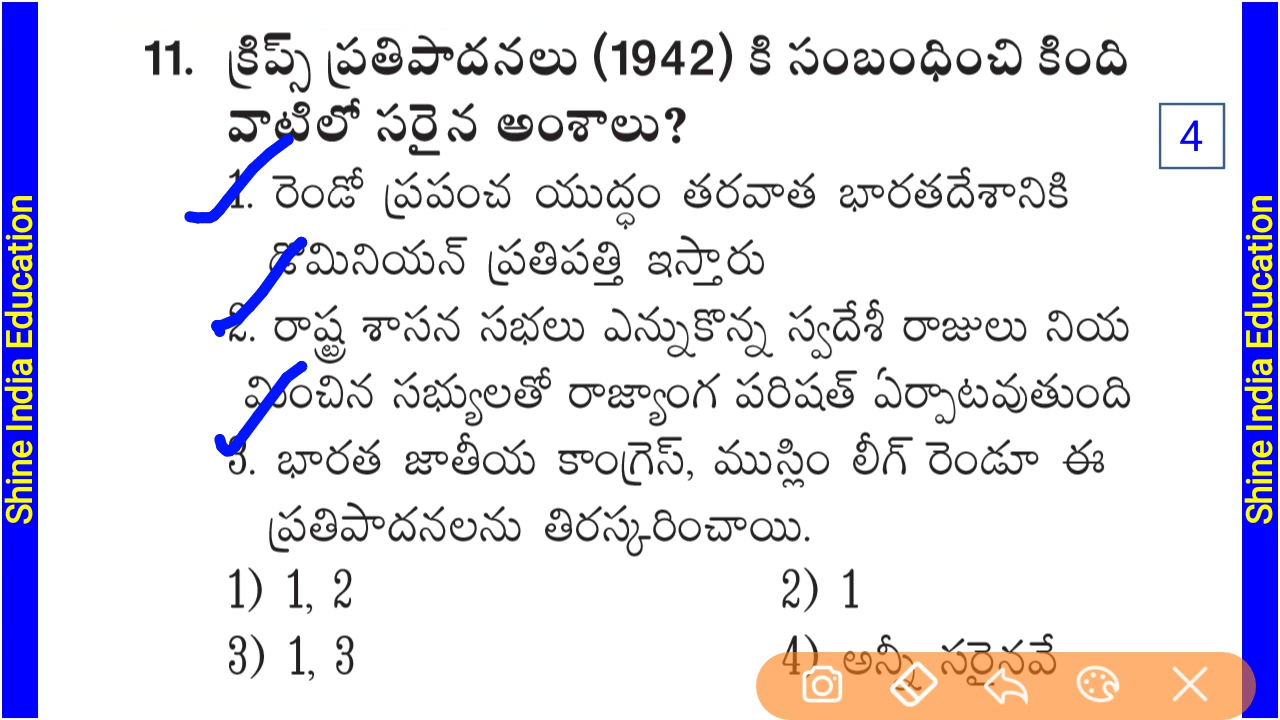 Shine India Education
11. క్రిప్స్ ప్రతిపాదనలు (1942) కి సంబంధించి కింది
వాటిలో సరైన అంశాలు?
4
1. రెండో ప్రపంచ యుద్ధం తరవాత భారతదేశానికి
డొమినియన్ ప్రతిపత్తి ఇస్తారు
2. రాష్ట్ర శాసన సభలు ఎన్నుకొన్న స్వదేశీ రాజులు నియ
మించిన సభ్యులతో రాజ్యాంగ పరిషత్ ఏర్పాటవుతుంది
3. భారత జాతీయ కాంగ్రెస్, ముస్లిం లీగ్ రెండూ ఈ
ప్రతిపాదనలను తిరస్కరించాయి.
1) 1, 2
2) 1
3) 1, 3
4) అన్నీ సరైనవే
Shine India Education